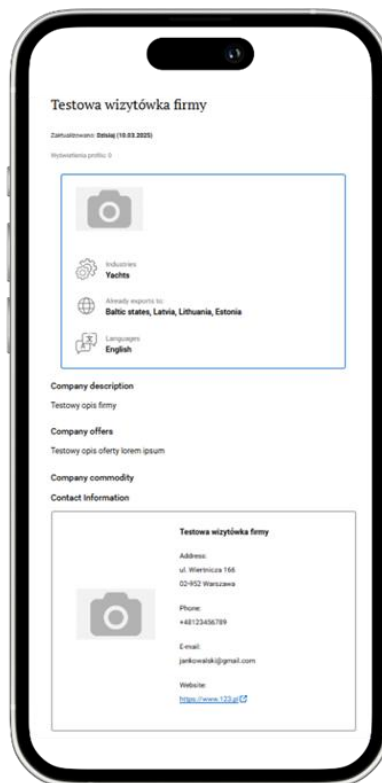 Testowa wizytówka firmy
Zaktualizowano: Dzisiaj (10.03.2025)
Wyświetlenia profilu: 0
Industries:
Yachts
Already exports to:
Baltic states, Latvia, Lithuania, Estonia
Languages
English
Company description
Testowy opis firmy
Company offers
Testowy opis oferty lorem ipsum
Company commodity
Contact Information
Testowa wizytówka firmy
Address:
ul. Wiertnicza 166
02-952 Warszawa
Phone:
+48123456789
E-mail:
jankowalski@gmail.com
Website:
https://www.123.pl